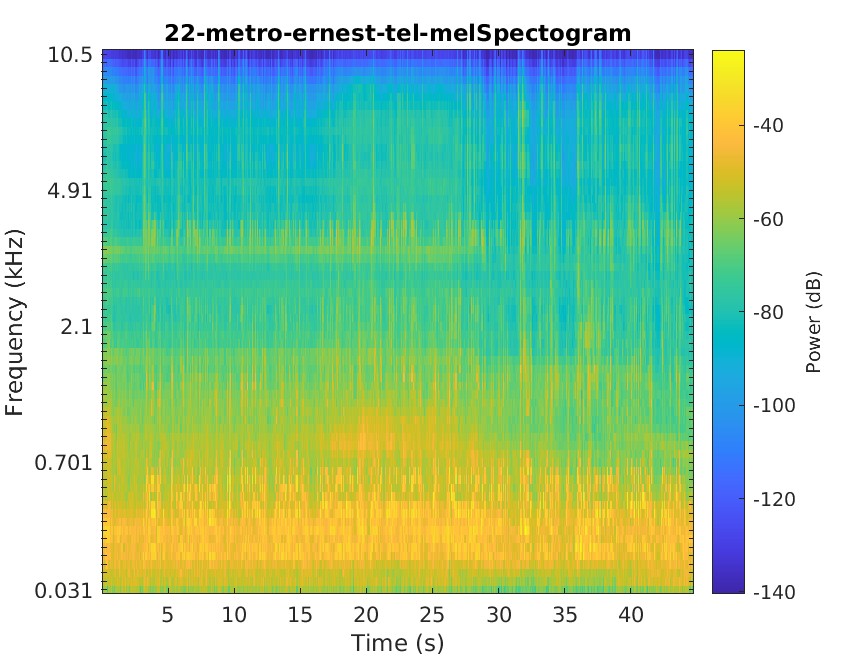 22-metro-ernest-tel-melSpectogram
10.5
4.91
2.1
0.701
0.031
Frequency (kHz)
5 10 15 20 25 30 35 40
Time (s)
-40
-60
-80
-100
-120
-140
Power (dB)